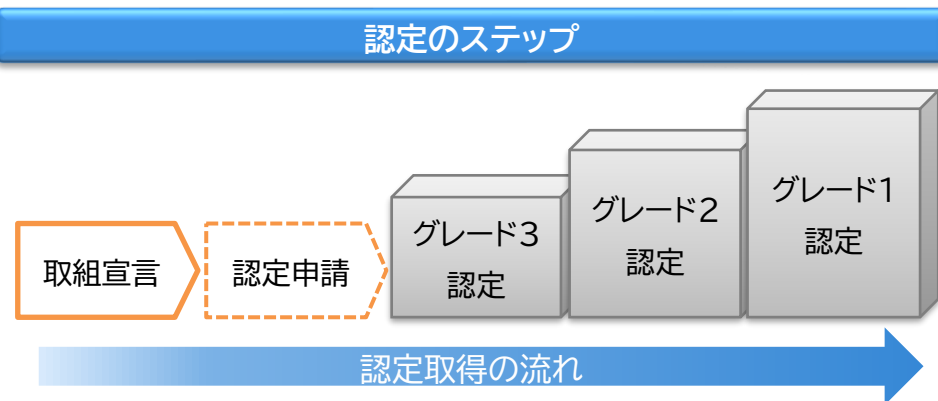 認定のステップ
取組宣言
認定申請
グレード3
認定
グレード2
認定
グレード1
認定
認定取得の流れ